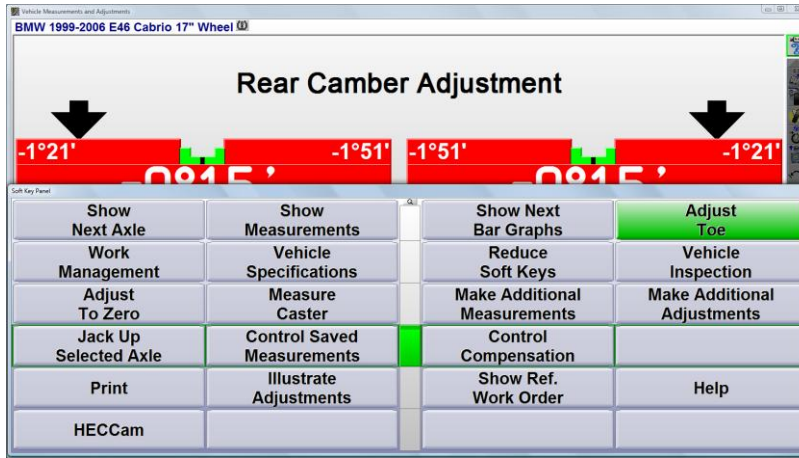 Vehicle Measurements and Adjustments
BMW 1999-2006 E46 Cabrio 17" Wheel
Rear Camber Adjustment
-1°21' -1°51' -1°51' -1°21'
Soft Key Panel
Show Next Axle
Show Measurements
Show Next Bar Graphs
Adjust Toe
Work Management
Vehicle Specifications
Reduce Soft Keys
Vehicle Inspection
Adjust To Zero
Measure Caster
Make Additional Measurements
Make Additional Adjustments
Jack Up Selected Axle
Control Saved Measurements
Control Compensation
Print
Illustrate Adjustments
Show Ref. Work Order
Help
HECCam